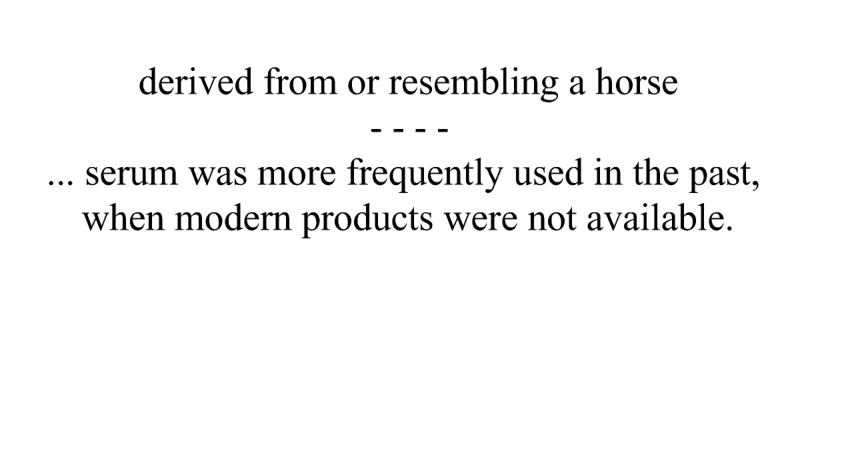 derived from or resembling a horse
- - - -
... serum was more frequently used in the past,
when modern products were not available.